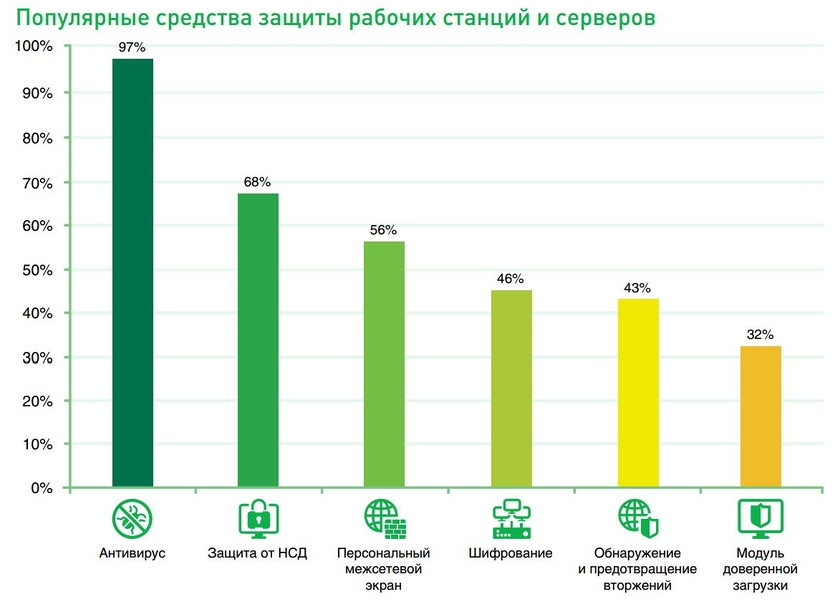 Популярные средства защиты рабочих станций и серверов
100%
90%
80%
70%
60%
50%
40%
30%
20%
10%
0%
97%
68%
56%
46%
43%
32%
Антивирус
Защита от НСД
Персональный
межсетевой
экран
Шифрование
Обнаружение
и предотвращение
вторжений
Модуль
доверенной
загрузки